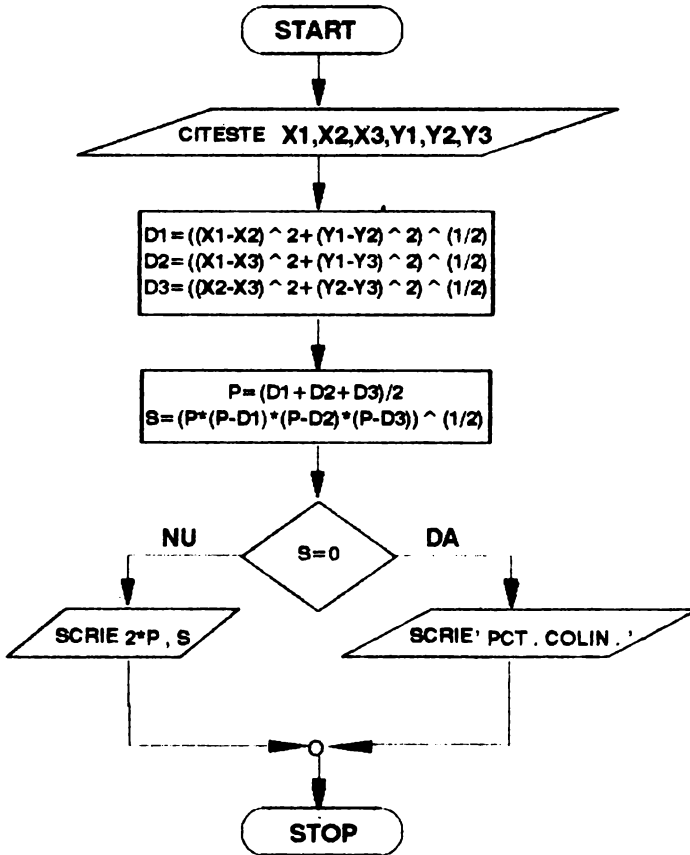 START
CITESTE X1,X2,X3,Y1,Y2,Y3
D1=((X1-X2)^2+(Y1-Y2)^2)^(1/2)
D2=((X1-X3)^2+(Y1-Y3)^2)^(1/2)
D3=((X2-X3)^2+(Y2-Y3)^2)^(1/2)
P=(D1+D2+D3)/2
S=(P*(P-D1)*(P-D2)*(P-D3))^(1/2)
NU
S=0
DA
SCRIE 2*P, S
SCRIE' PCT. COLIN.'
STOP